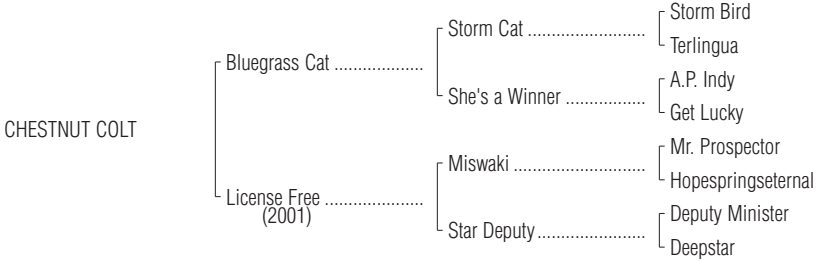 Storm Bird
Storm Cat ..........................
Terlingua
Bluegrass Cat ....................
A.P. Indy
She's a Winner ..................
Get Lucky
CHESTNUT COLT
Mr. Prospector
Miswaki .............................
Hopespringseternal
License Free ......................
(2001)
Deputy Minister
Star Deputy ........................
Deepstar